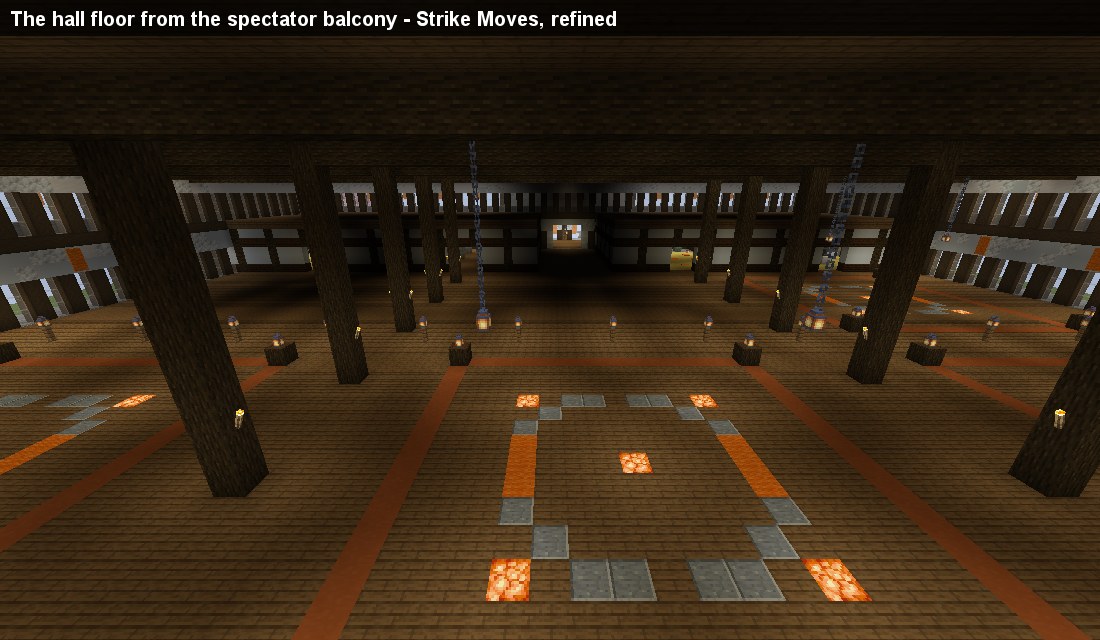 The hall floor from the spectator balcony - Strike Moves, refined